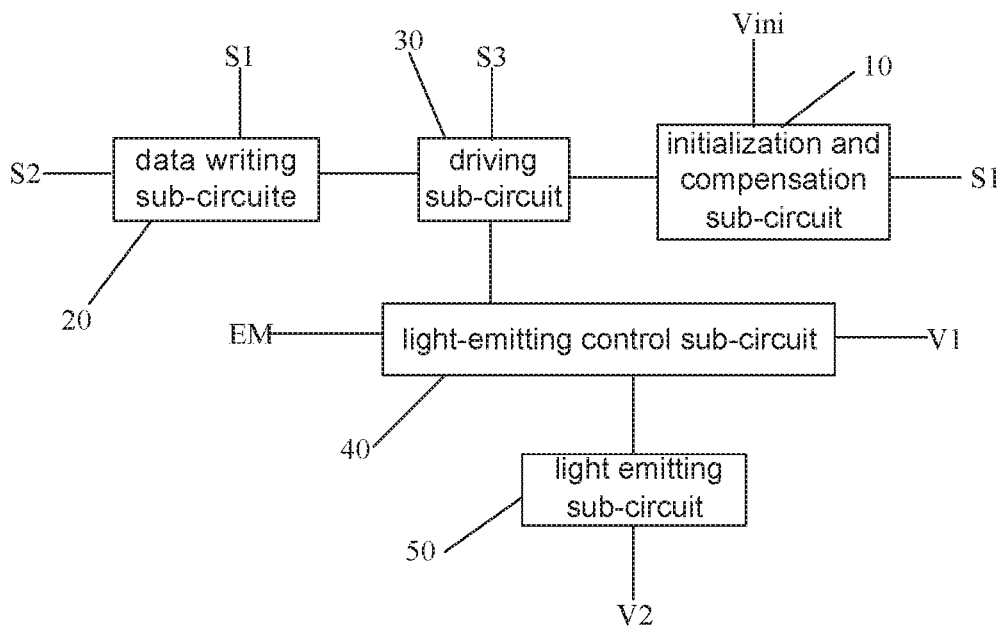 Vini
30
S1
S3
10
data writing
sub-circuite
driving
sub-circuit
initialization and
compensation
sub-circuit
S2
S1
20
EM
light-emitting control sub-circuit
V1
40
light emitting
sub-circuit
50
V2